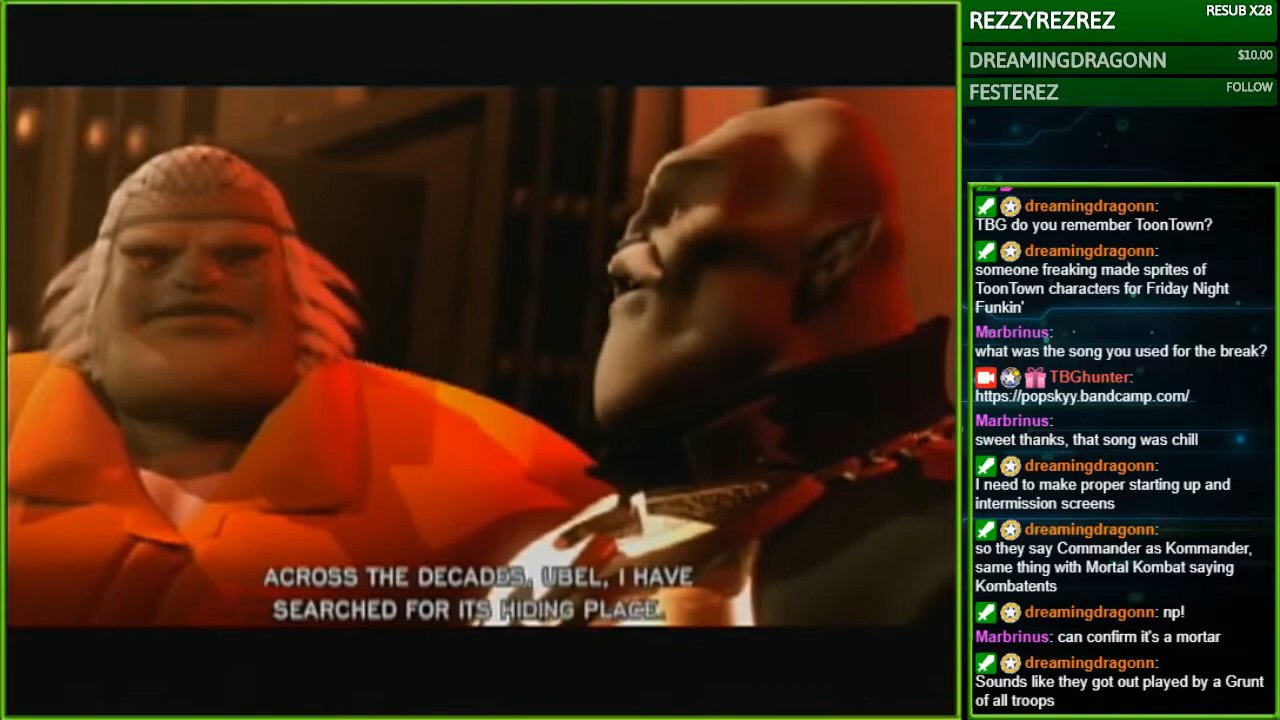 REZZYREZREZ
RESUB X28
DREAMINGDRAGONN
$10.00
FESTEREZ
FOLLOW
dreamingdragonn:
TBG do you remember ToonTown?
dreamingdragonn:
someone freaking made sprites of
ToonTown characters for Friday Night
Funkin'
Marbrinus:
what was the song you used for the break?
TBGhunter:
https://popskyy.bandcamp.com/
Marbrinus:
sweet thanks, that song was chill
dreamingdragonn:
I need to make proper starting up and
intermission screens
dreamingdragonn:
so they say Commander as Kommander,
same thing with Mortal Kombat saying
Kombatents
dreamingdragonn: np!
Marbrinus: can confirm it's a mortar
dreamingdragonn:
Sounds like they got out played by a Grunt
of all troops
ACROSS THE DECADES, UBEL, I HAVE
SEARCHED FOR ITS HIDING PLACE.